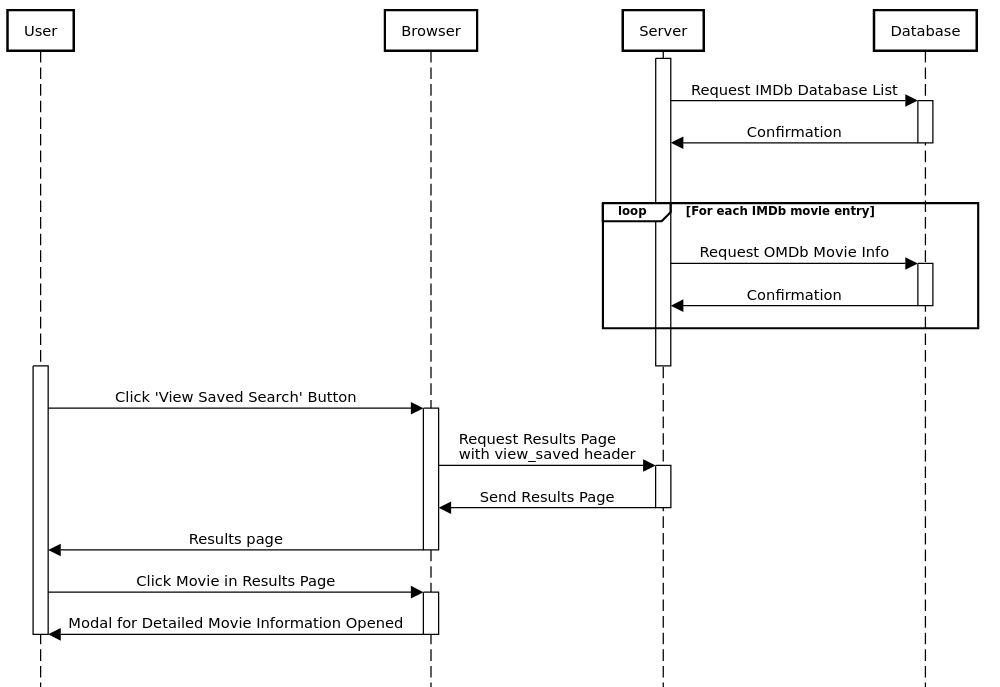 User
Browser
Server
Database
Request IMDb Database List
Confirmation
loop
[For each IMDb movie entry]
Request OMDb Movie Info
Confirmation
Click 'View Saved Search' Button
Request Results Page
with view_saved header
Send Results Page
Results page
Click Movie in Results Page
Modal for Detailed Movie Information Opened